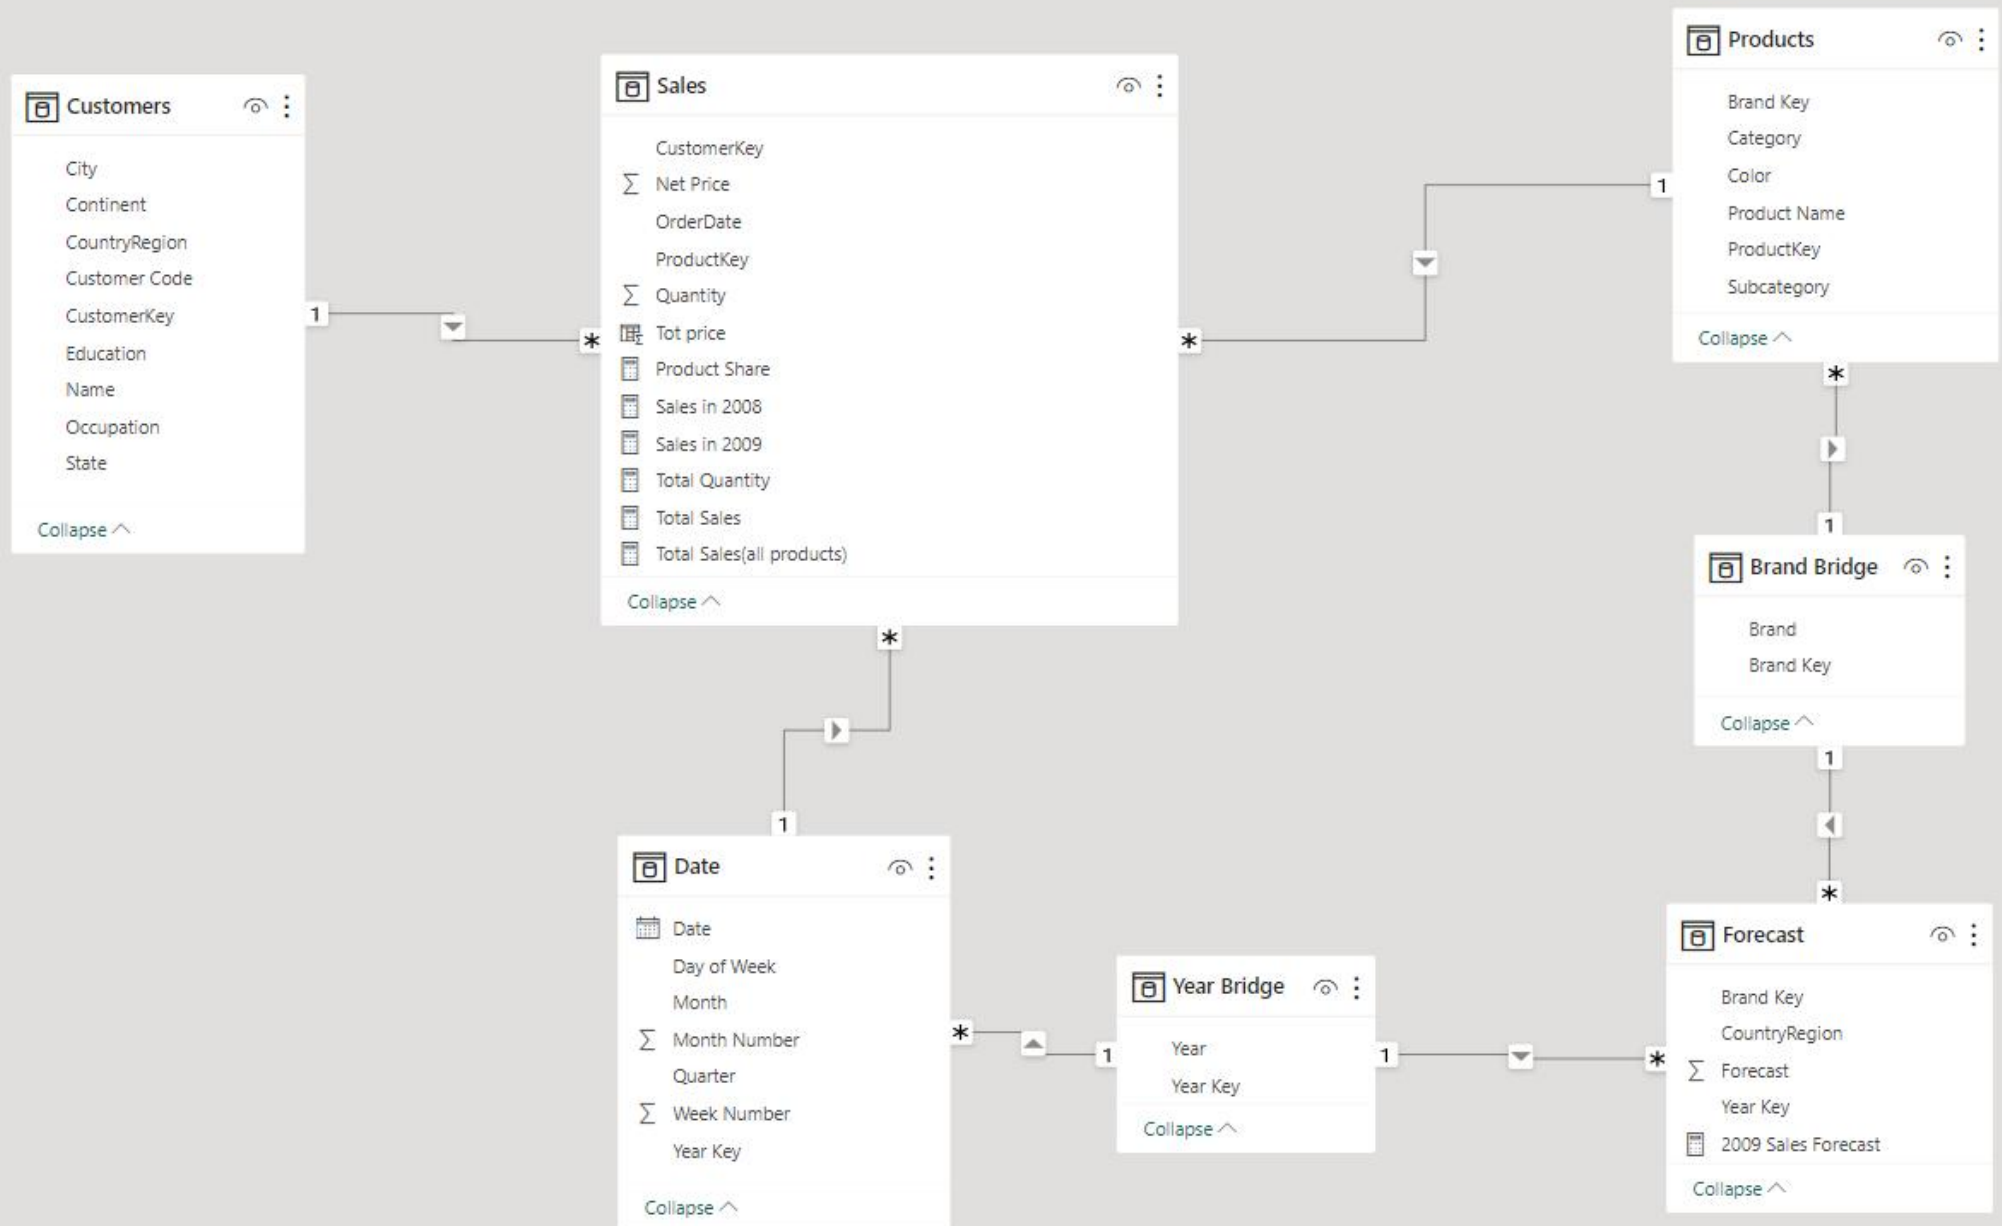 Customers
City
Continent
CountryRegion
Customer Code
CustomerKey
Education
Name
Occupation
State
Collapse
1
*
Sales
CustomerKey
Net Price
OrderDate
ProductKey
Quantity
Tot price
Product Share
Sales in 2008
Sales in 2009
Total Quantity
Total Sales
Total Sales(all products)
Collapse
*
1
*
1
Products
Brand Key
Category
Color
Product Name
ProductKey
Subcategory
Collapse
*
1
Brand Bridge
Brand
Brand Key
Collapse
1
*
Date
Date
Day of Week
Month
Month Number
Quarter
Week Number
Year Key
Collapse
*
1
Year Bridge
Year
Year Key
Collapse
1
*
Forecast
Brand Key
CountryRegion
Forecast
Year Key
2009 Sales Forecast
Collapse